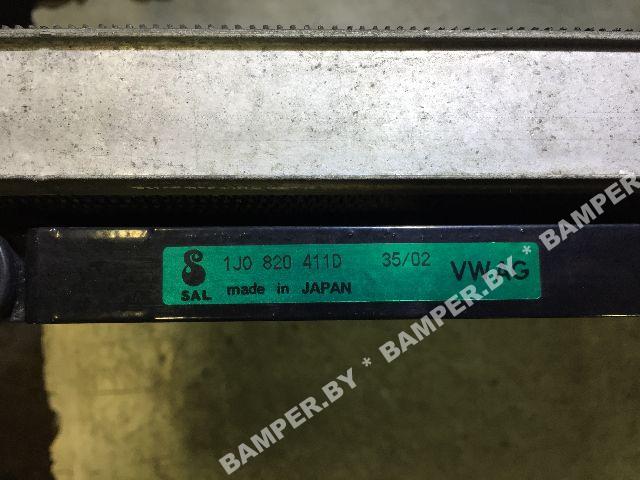 1J0 820 411D 35/02 VWAG
SAL made in JAPAN
BAMPER.BY * BAMPER.BY * BAMPER.BY
BAMPER.BY * BAMPER.BY